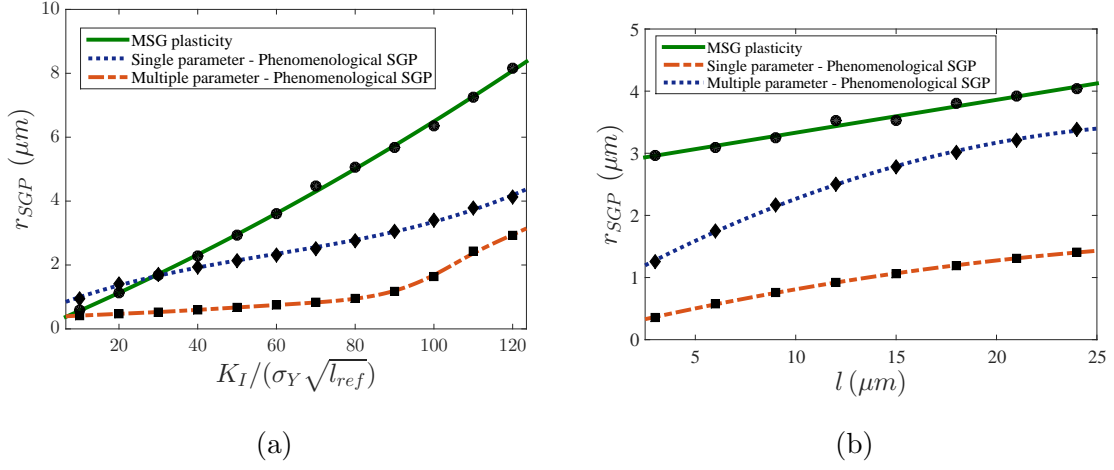 10
8
6
4
2
0
r_{SGP} (μm)
MSG plasticity
Single parameter - Phenomenological SGP
Multiple parameter - Phenomenological SGP
20 40 60 80 100 120
K_I/(σ_Y√l_{ref})
(a)
5
4
3
2
1
0
r_{SGP} (μm)
MSG plasticity
Single parameter - Phenomenological SGP
Multiple parameter - Phenomenological SGP
5 10 15 20 25
l (μm)
(b)